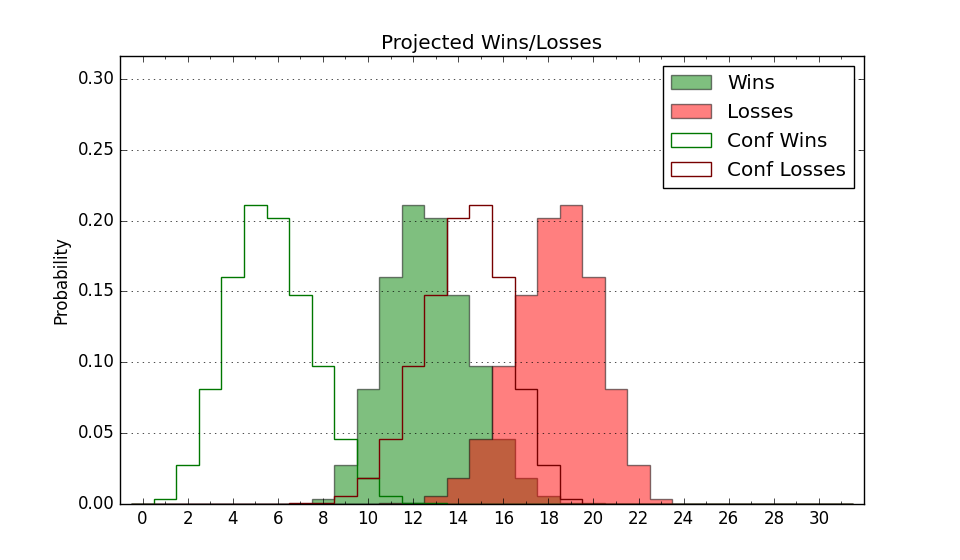 Projected Wins/Losses
Wins
Losses
Conf Wins
Conf Losses
Probability
0.30
0.25
0.20
0.15
0.10
0.05
0.00
0 2 4 6 8 10 12 14 16 18 20 22 24 26 28 30